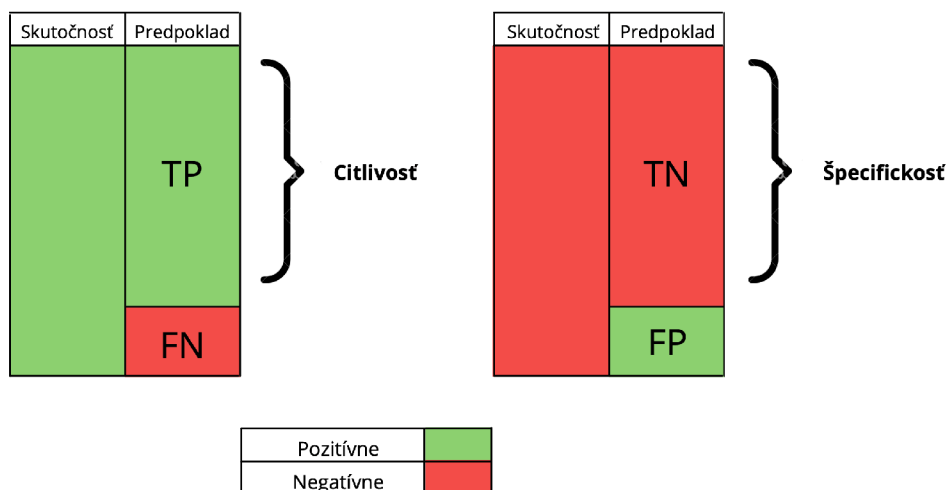 Skutočnosť Predpoklad
TP
FN
Citlivosť
Skutočnosť Predpoklad
TN
FP
Špecifickosť
Pozitívne
Negatívne